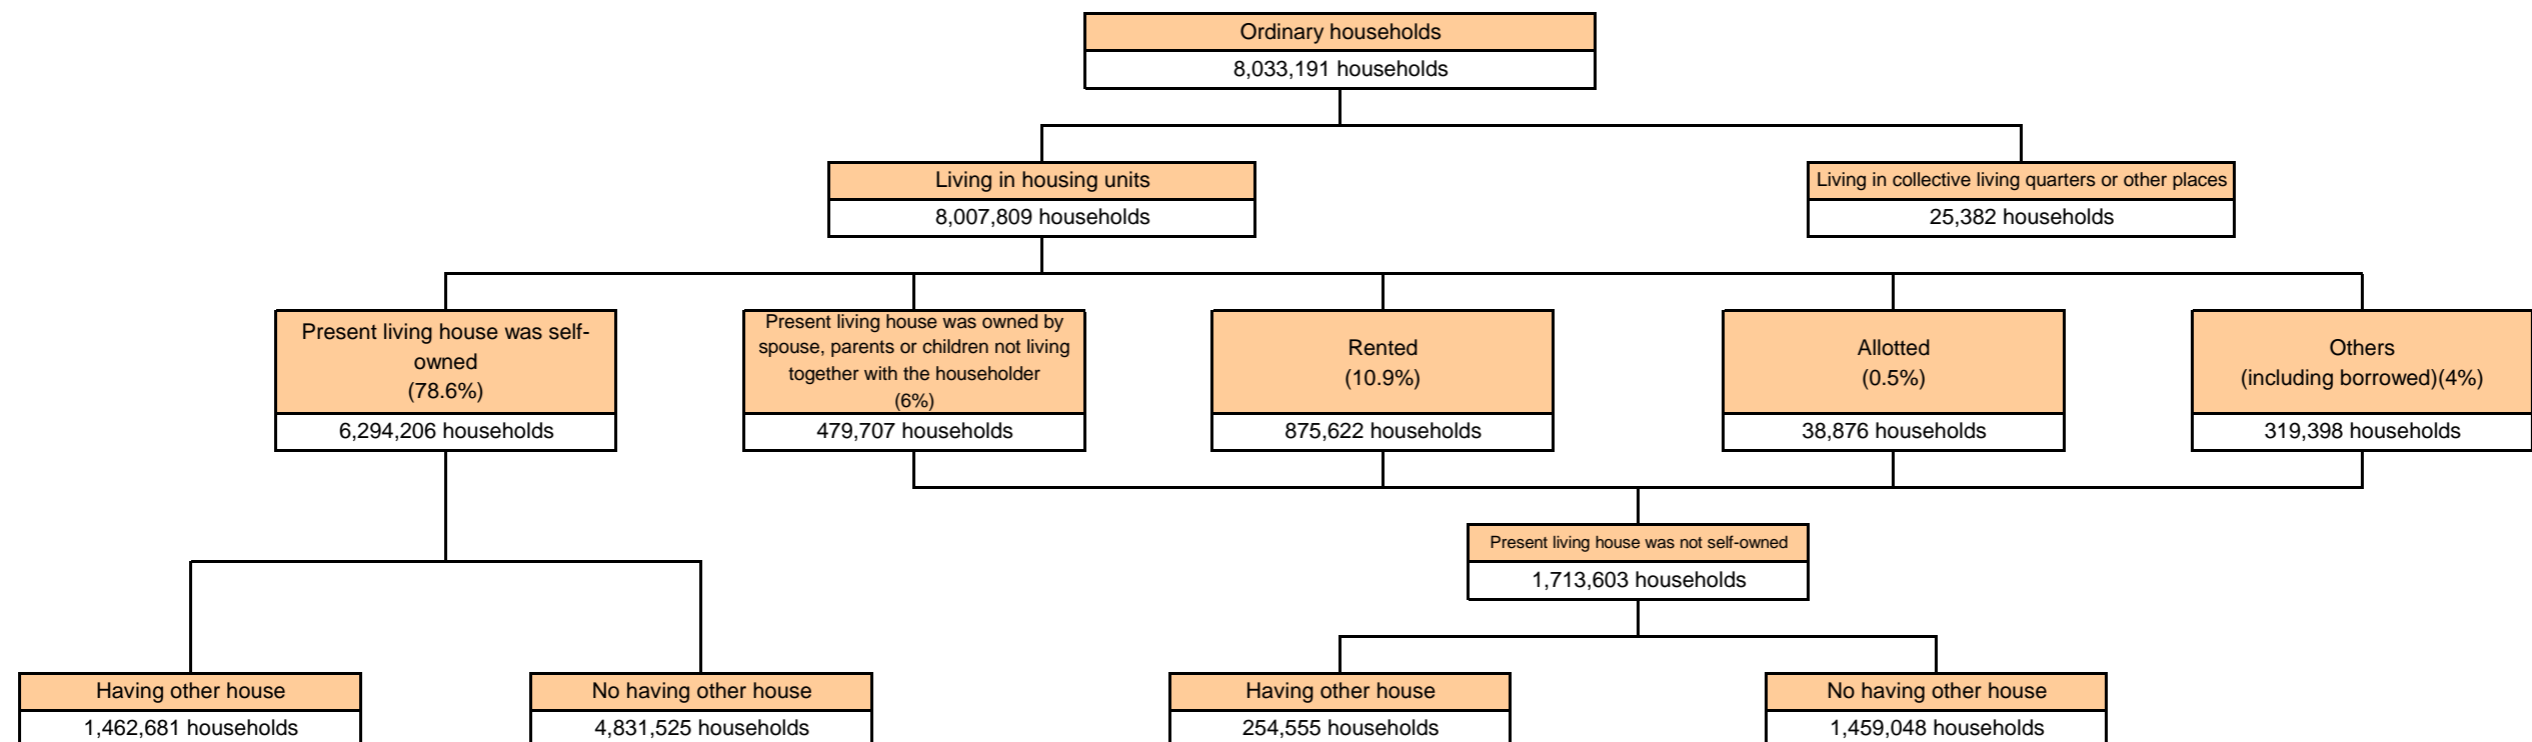 Ordinary households
8,033,191 households
Living in housing units
8,007,809 households
Living in collective living quarters or other places
25,382 households
Present living house was self-
owned
(78.6%)
6,294,206 households
Present living house was owned by
spouse, parents or children not living
together with the householder
(6%)
479,707 households
Rented
(10.9%)
875,622 households
Allotted
(0.5%)
38,876 households
Others
(including borrowed)(4%)
319,398 households
Present living house was not self-owned
1,713,603 households
Having other house
1,462,681 households
No having other house
4,831,525 households
Having other house
254,555 households
No having other house
1,459,048 households